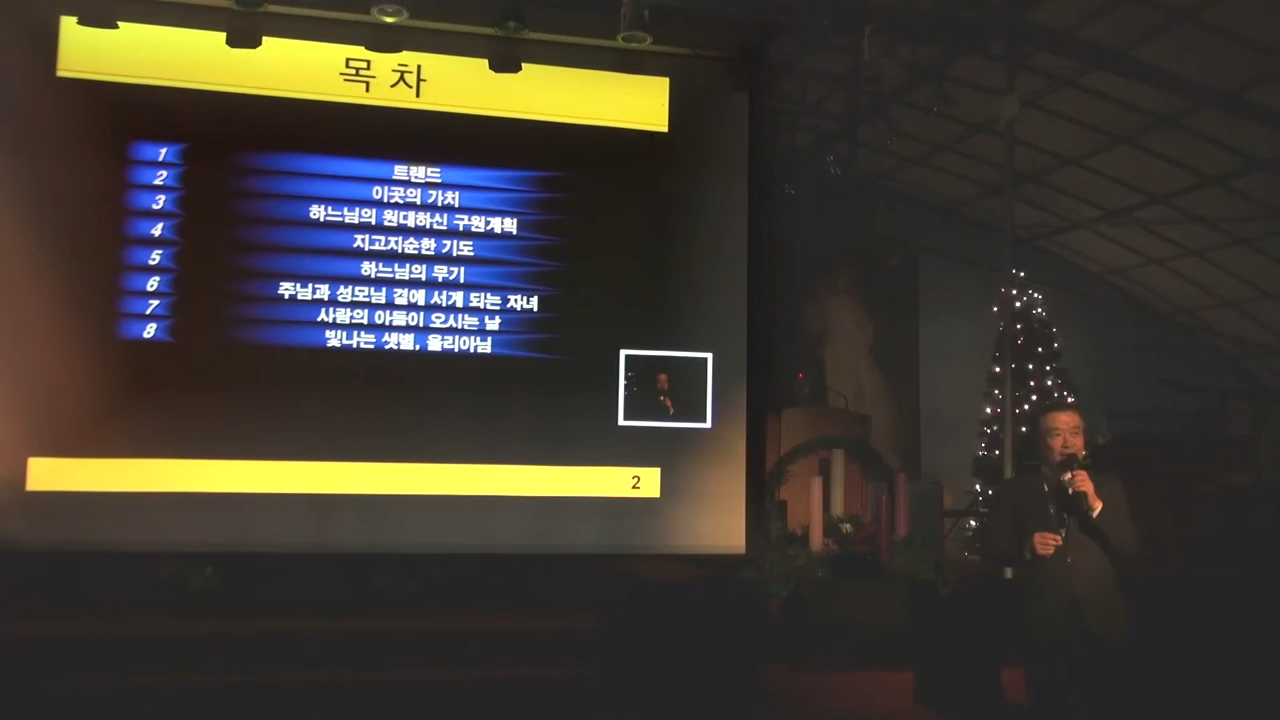 목차
1 트랜드
2 이곳의 가치
3 하느님의 원대하신 구원계획
4 지고지순한 기도
5 하느님의 무기
6 주님과 성모님 곁에 서게 되는 자녀
7 사람의 아들이 오시는 날
8 빛나는 샛별, 율리아님
2